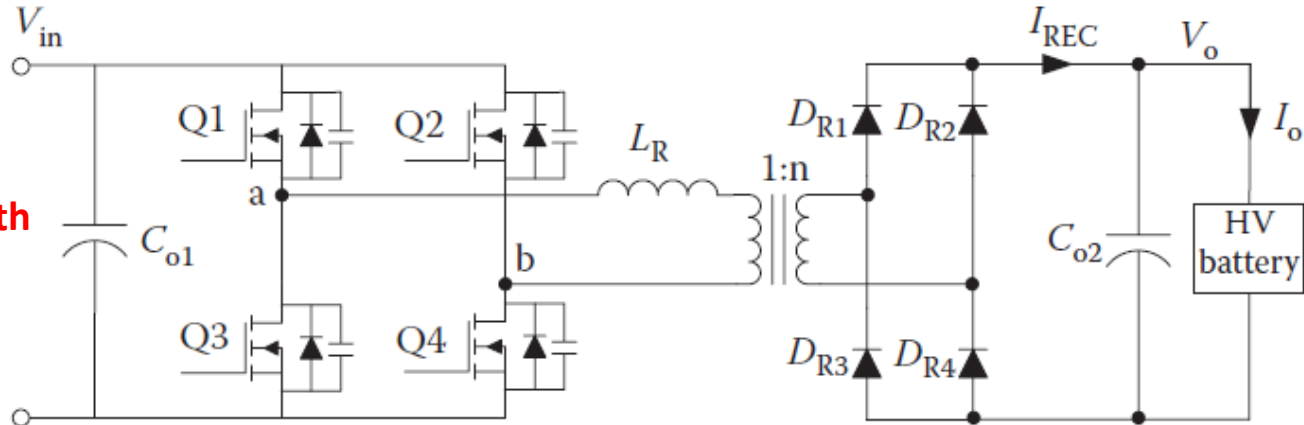 V_in
I_REC
V_o
Q1
Q2
D_R1
D_R2
I_o
L_R
1:n
a
th
C_o1
b
C_o2
HV
battery
Q3
Q4
D_R3
D_R4